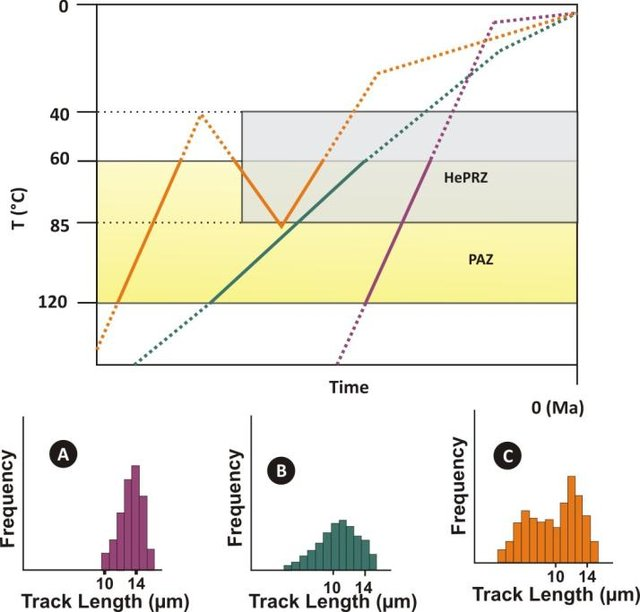 0
40
60
85
120
T (°C)
HePRZ
PAZ
Time
0 (Ma)
Frequency
A
10 14
Track Length (µm)
Frequency
B
10 14
Track Length (µm)
Frequency
C
10 14
Track Length (µm)